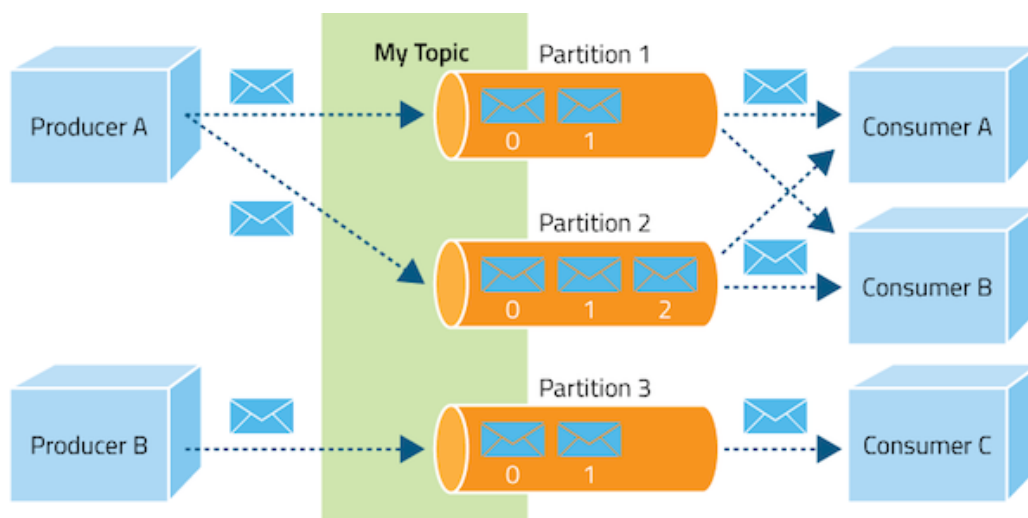 My Topic
Partition 1
Producer A
0 1
Consumer A
Partition 2
0 1 2
Consumer B
Partition 3
Producer B
0 1
Consumer C